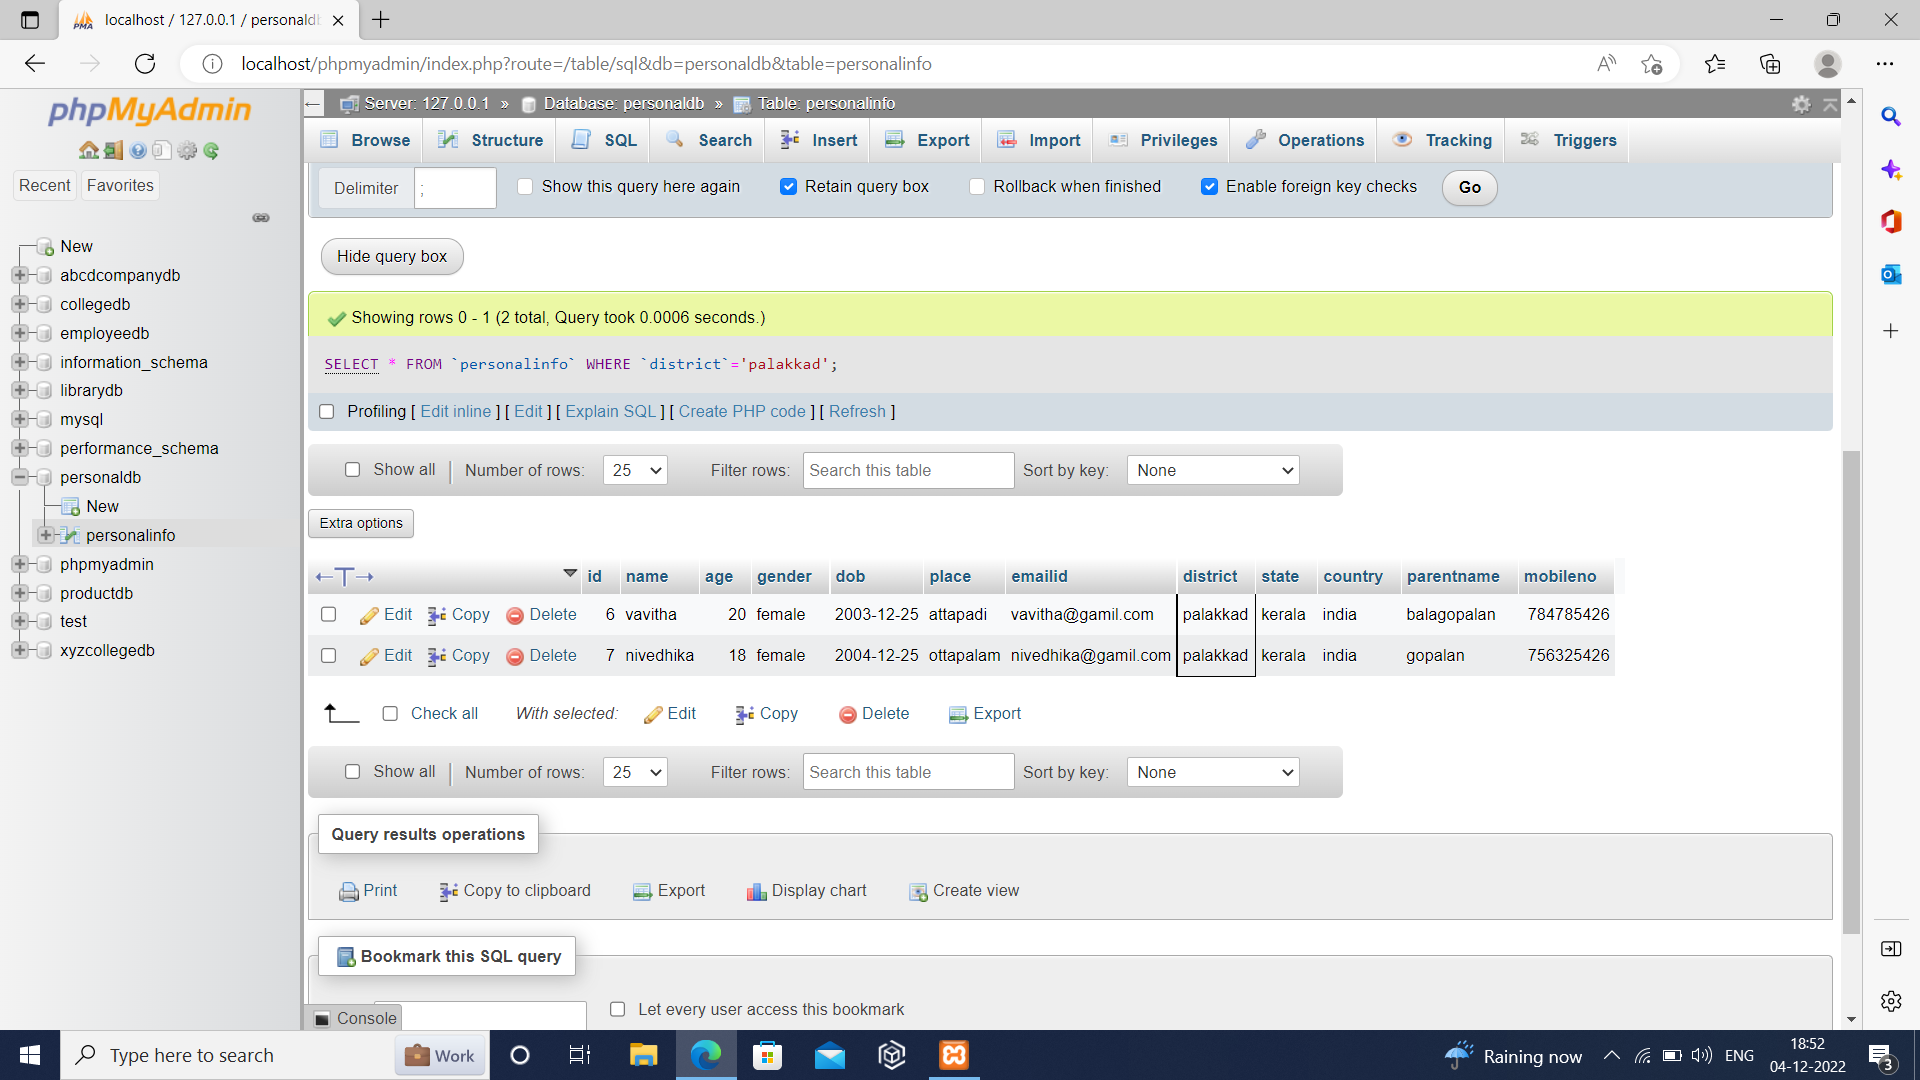 localhost / 127.0.0.1 / personaldb
localhost/phpmyadmin/index.php?route=/table/sql&db=personaldb&table=personalinfo
phpMyAdmin
Recent Favorites
New
abcdcompanydb
collegedb
employeedb
information_schema
librarydb
mysql
performance_schema
personaldb
New
personalinfo
phpmyadmin
productdb
test
xyzcollegedb
Server: 127.0.0.1 » Database: personaldb » Table: personalinfo
Browse Structure SQL Search Insert Export Import Privileges Operations Tracking Triggers
Delimiter ; Show this query here again Retain query box Rollback when finished Enable foreign key checks Go
Hide query box
Showing rows 0 - 1 (2 total, Query took 0.0006 seconds.)
SELECT * FROM `personalinfo` WHERE `district`='palakkad';
Profiling [ Edit inline ] [ Edit ] [ Explain SQL ] [ Create PHP code ] [ Refresh ]
Show all Number of rows: 25 Filter rows: Search this table Sort by key: None
Extra options
id name age gender dob place emailid district state country parentname mobileno
Edit Copy Delete 6 vavitha 20 female 2003-12-25 attapadi vavitha@gamil.com palakkad kerala india balagopalan 784785426
Edit Copy Delete 7 nivedhika 18 female 2004-12-25 ottapalam nivedhika@gamil.com palakkad kerala india gopalan 756325426
Check all With selected: Edit Copy Delete Export
Show all Number of rows: 25 Filter rows: Search this table Sort by key: None
Query results operations
Print Copy to clipboard Export Display chart Create view
Bookmark this SQL query
Let every user access this bookmark
Console
Type here to search Work Raining now ENG 18:52
04-12-2022 3